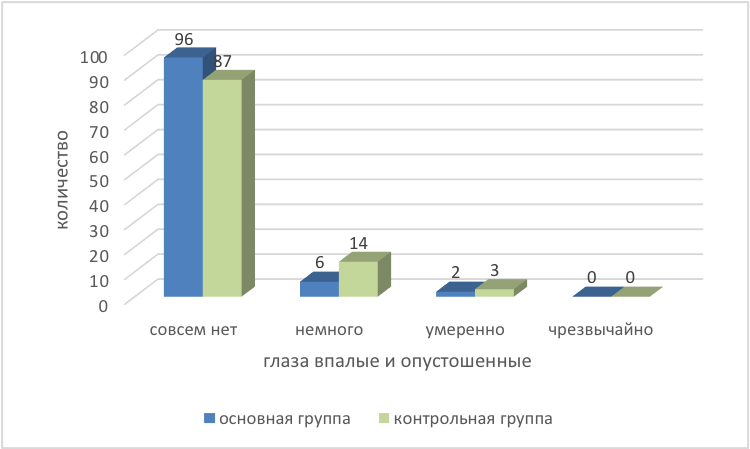 96
87
6
14
2
3
0
0
100
90
80
70
60
50
40
30
20
10
0
количество
совсем нет
немного
умеренно
чрезвычайно
глаза впалые и опустошенные
основная группа
контрольная группа